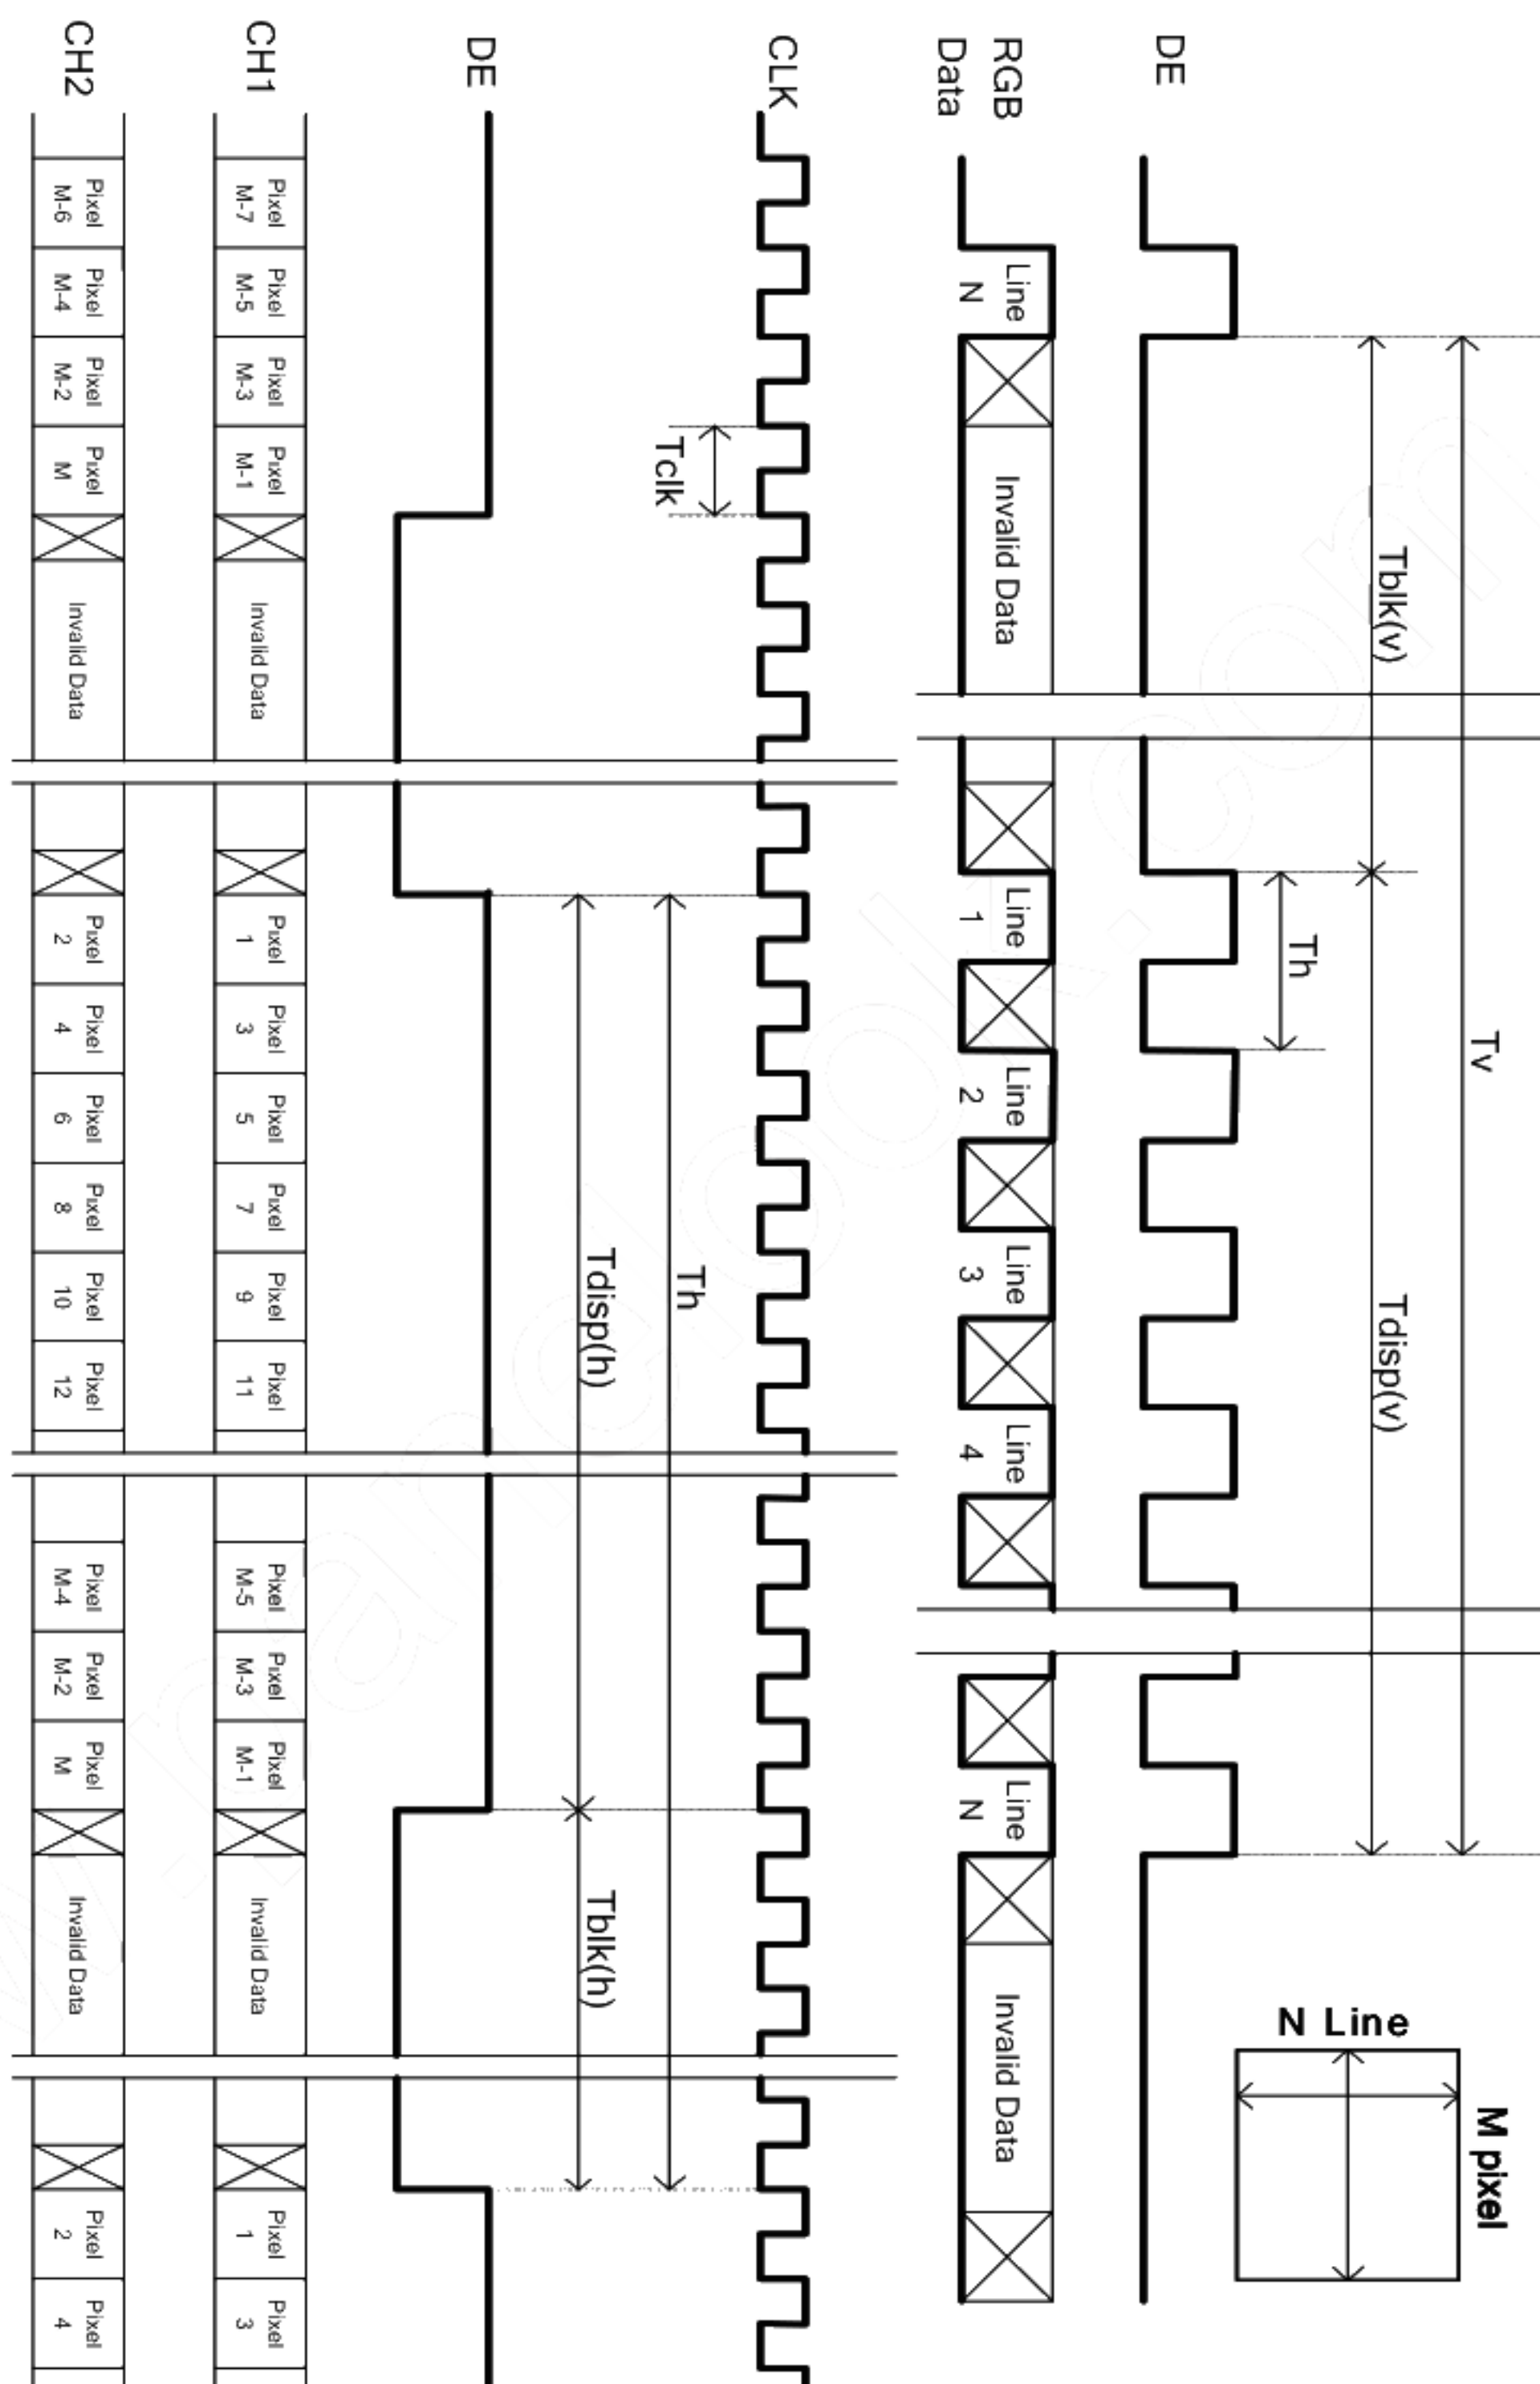 Tv
Tblk(v)
Tdisp(v)
Th
M pixel
N Line
DE
RGB
Data
Line
N
Invalid Data
Line
1
Line
2
Line
3
Line
4
Line
N
Invalid Data
CLK
Tclk
Th
Tdisp(h)
Tblk(h)
DE
CH1
Pixel
M-7
Pixel
M-5
Pixel
M-3
Pixel
M-1
Invalid Data
Pixel
1
Pixel
3
Pixel
5
Pixel
7
Pixel
9
Pixel
11
Pixel
M-5
Pixel
M-3
Pixel
M-1
Invalid Data
Pixel
1
Pixel
3
CH2
Pixel
M-6
Pixel
M-4
Pixel
M-2
Pixel
M
Invalid Data
Pixel
2
Pixel
4
Pixel
6
Pixel
8
Pixel
10
Pixel
12
Pixel
M-4
Pixel
M-2
Pixel
M
Invalid Data
Pixel
2
Pixel
4